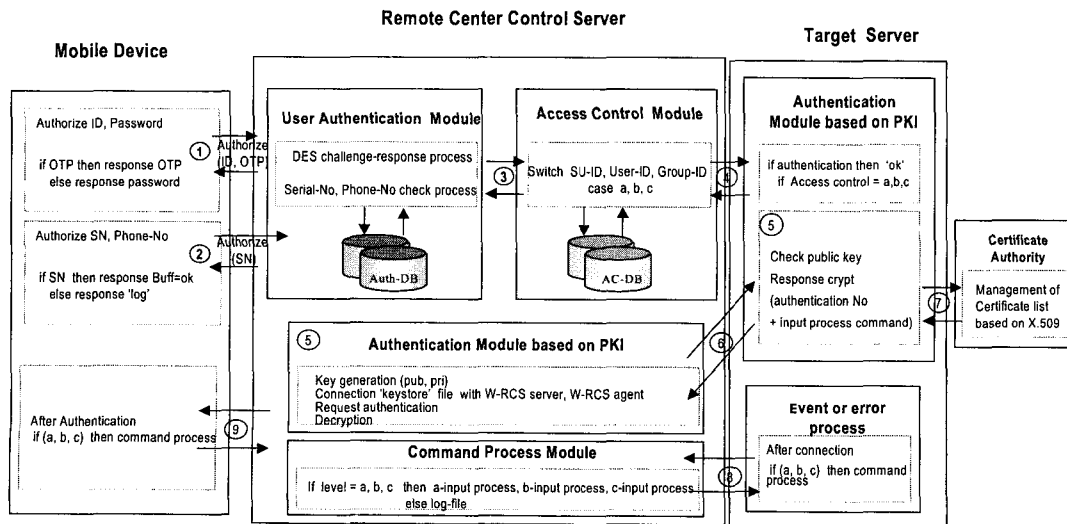 Remote Center Control Server
Mobile Device
Target Server
Authorize ID, Password
if OTP then response OTP
else response password
①
Authorize
(ID, OTP)
Authorize SN, Phone-No
if SN then response Buff=ok
else response 'log'
②
Authorize
(SN)
After Authentication
if (a, b, c) then command process
⑨
User Authentication Module
DES challenge-response process
Serial-No, Phone-No check process
Auth-DB
③
Access Control Module
Switch SU-ID, User-ID, Group-ID
case a, b, c
AC-DB
④
⑤
Authentication Module based on PKI
Key generation (pub, pri)
Connection 'keystore' file with W-RCS server, W-RCS agent
Request authentication
Decryption
⑥
Command Process Module
If level = a, b, c then a-input process, b-input process, c-input process
else log-file
⑧
Authentication
Module based on PKI
if authentication then 'ok'
if Access control = a,b,c
⑤
Check public key
Response crypt
(authentication No
+ input process command)
⑦
Certificate
Authority
Management of
Certificate list
based on X.509
Event or error
process
After connection
if (a, b, c) then command
process